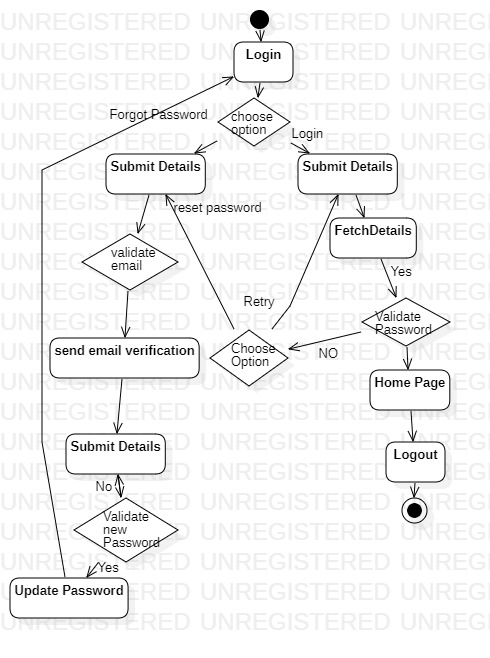 Login
choose
option
Forgot Password
Login
Submit Details
Submit Details
reset password
FetchDetails
validate
email
Yes
Retry
Validate
Password
send email verification
Choose
Option
NO
Home Page
Submit Details
Logout
No
Validate
new
Password
Yes
Update Password
UNREGISTERED UNREGISTERED UNREGISTERED